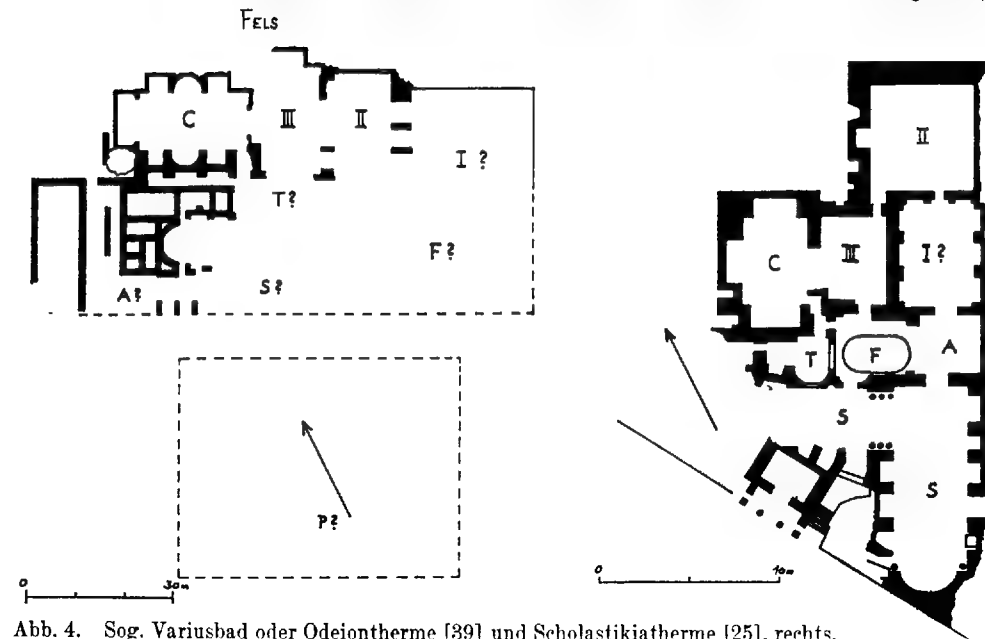 FELS
C
III
II
I ?
T?
F?
A?
S?
P?
0 30m
II
C
III
I?
T
F
A
S
S
0 10m
Abb. 4. Sog. Variusbad oder Odeiontherme [39] und Scholastikiatherme [25], rechts.